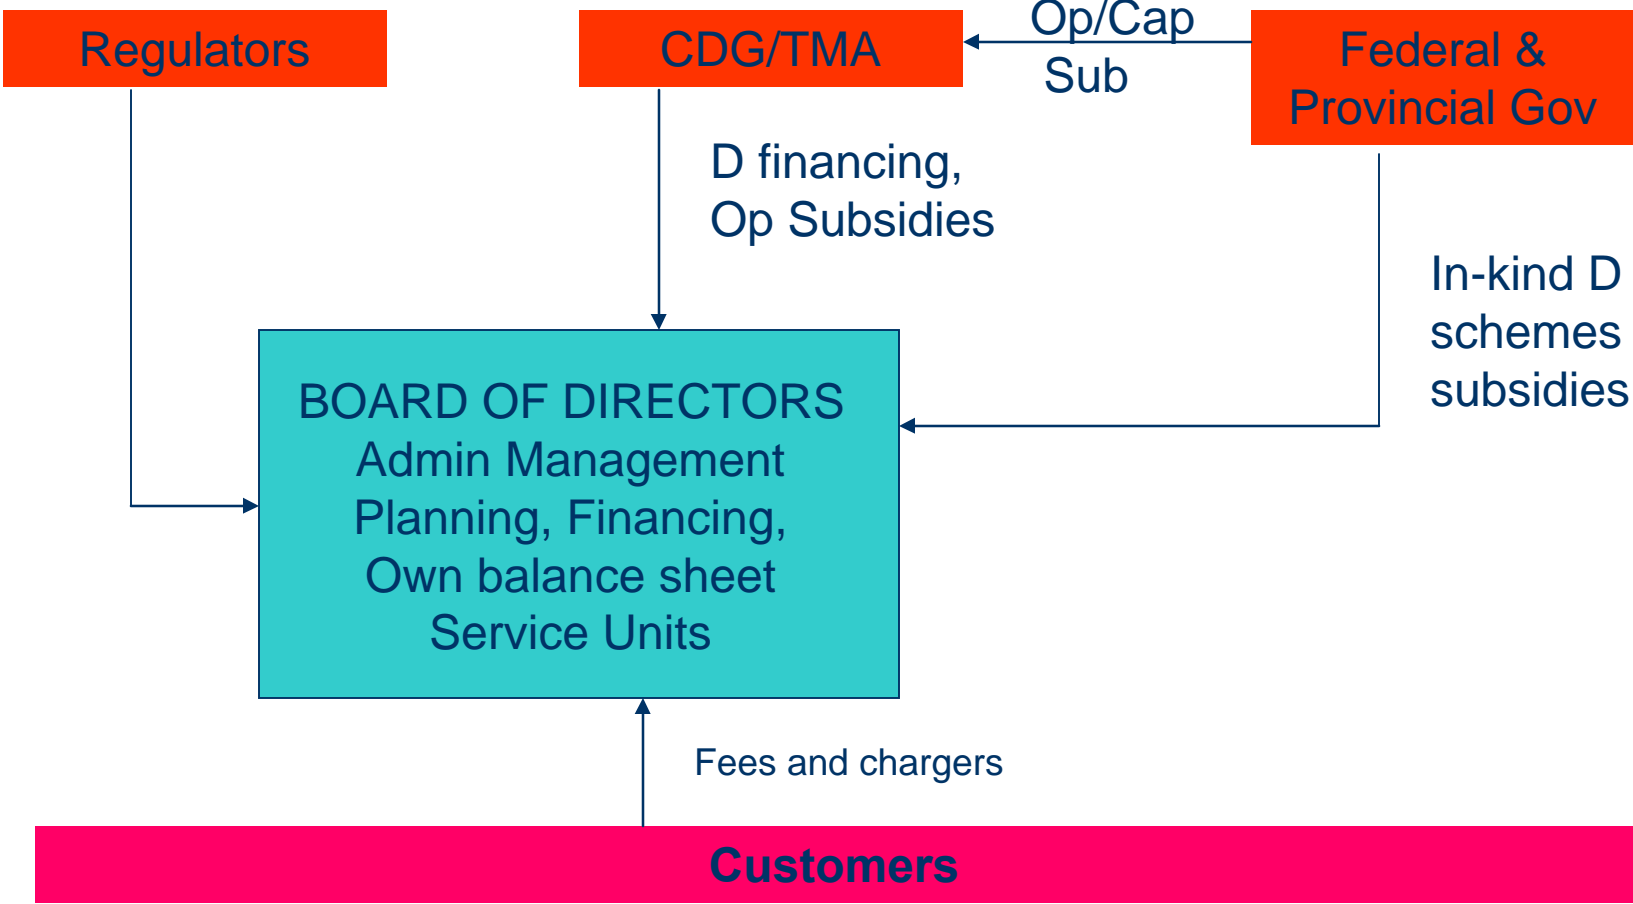 Regulators
CDG/TMA
Op/Cap
Sub
Federal &
Provincial Gov
D financing,
Op Subsidies
In-kind D
schemes
subsidies
BOARD OF DIRECTORS
Admin Management
Planning, Financing,
Own balance sheet
Service Units
Fees and chargers
Customers